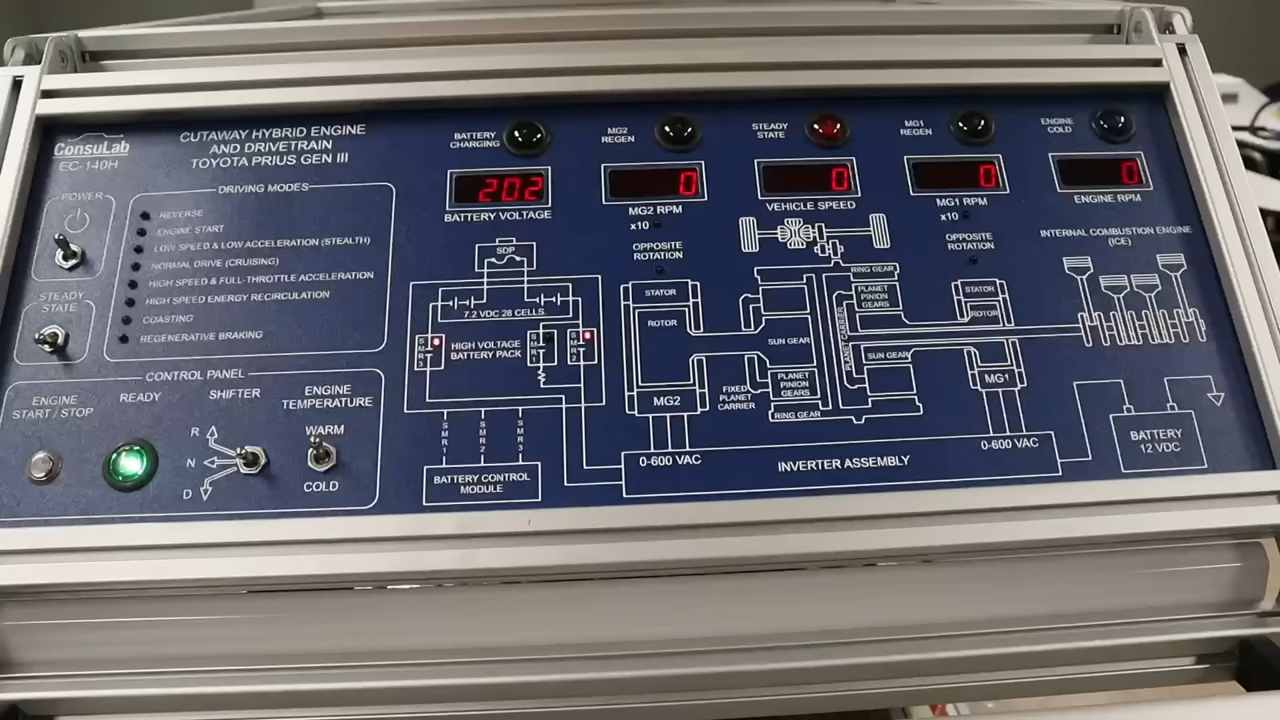 ConsuLab
EC-140H
CUTAWAY HYBRID ENGINE
AND DRIVETRAIN
TOYOTA PRIUS GEN III
POWER
STEADY
STATE
DRIVING MODES
REVERSE
ENGINE START
LOW SPEED & LOW ACCELERATION (STEALTH)
NORMAL DRIVE (CRUISING)
HIGH SPEED & FULL-THROTTLE ACCELERATION
HIGH SPEED ENERGY RECIRCULATION
COASTING
REGENERATIVE BRAKING
CONTROL PANEL
ENGINE
START / STOP
READY
SHIFTER
R
N
D
ENGINE
TEMPERATURE
WARM
COLD
BATTERY
CHARGING
202
BATTERY VOLTAGE
MG2
REGEN
0
MG2 RPM
x10
OPPOSITE
ROTATION
STEADY
STATE
0
VEHICLE SPEED
MG1
REGEN
0
MG1 RPM
x10
OPPOSITE
ROTATION
ENGINE
COLD
0
ENGINE RPM
INTERNAL COMBUSTION ENGINE
(ICE)
SDP
7.2 VDC 28 CELLS
SMR3
HIGH VOLTAGE
BATTERY PACK
SMR1
SMR2
SMR1
SMR2
SMR3
BATTERY CONTROL
MODULE
STATOR
ROTOR
MG2
FIXED
PLANET
CARRIER
SUN GEAR
PLANET
PINION
GEARS
RING GEAR
PLANET CARRIER
RING GEAR
PLANET
PINION
GEARS
SUN GEAR
STATOR
ROTOR
MG1
0-600 VAC
INVERTER ASSEMBLY
0-600 VAC
BATTERY
12 VDC